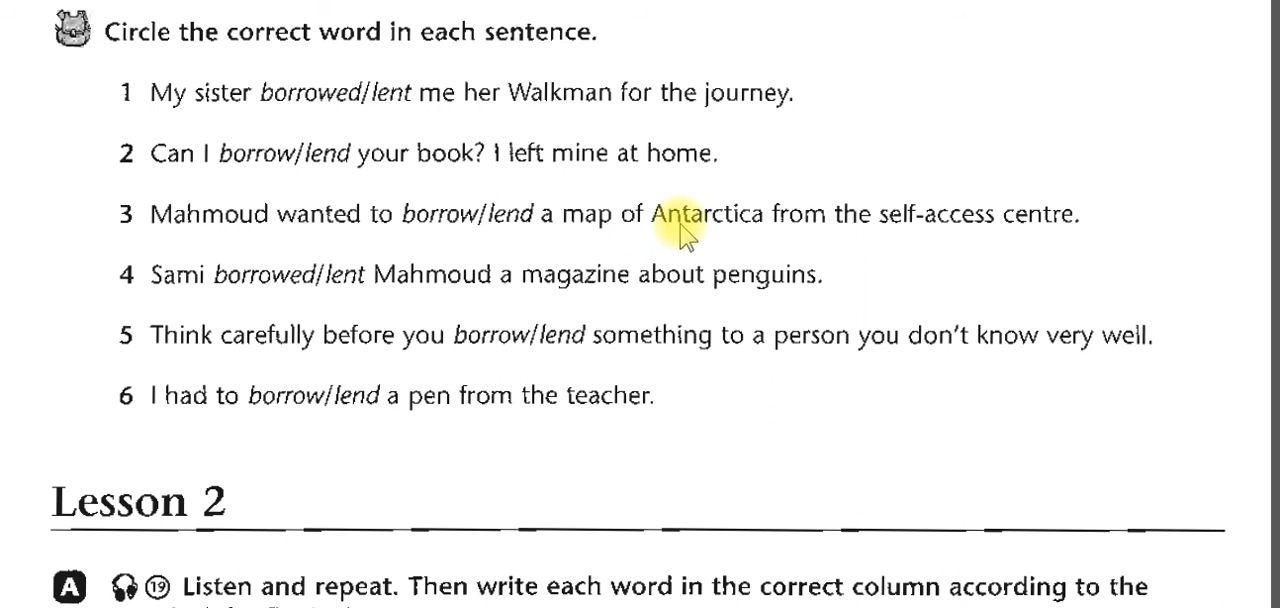 Circle the correct word in each sentence.
1 My sister borrowed/lent me her Walkman for the journey.
2 Can I borrow/lend your book? I left mine at home.
3 Mahmoud wanted to borrow/lend a map of Antarctica from the self-access centre.
4 Sami borrowed/lent Mahmoud a magazine about penguins.
5 Think carefully before you borrow/lend something to a person you don't know very well.
6 I had to borrow/lend a pen from the teacher.
Lesson 2
A 19 Listen and repeat. Then write each word in the correct column according to the